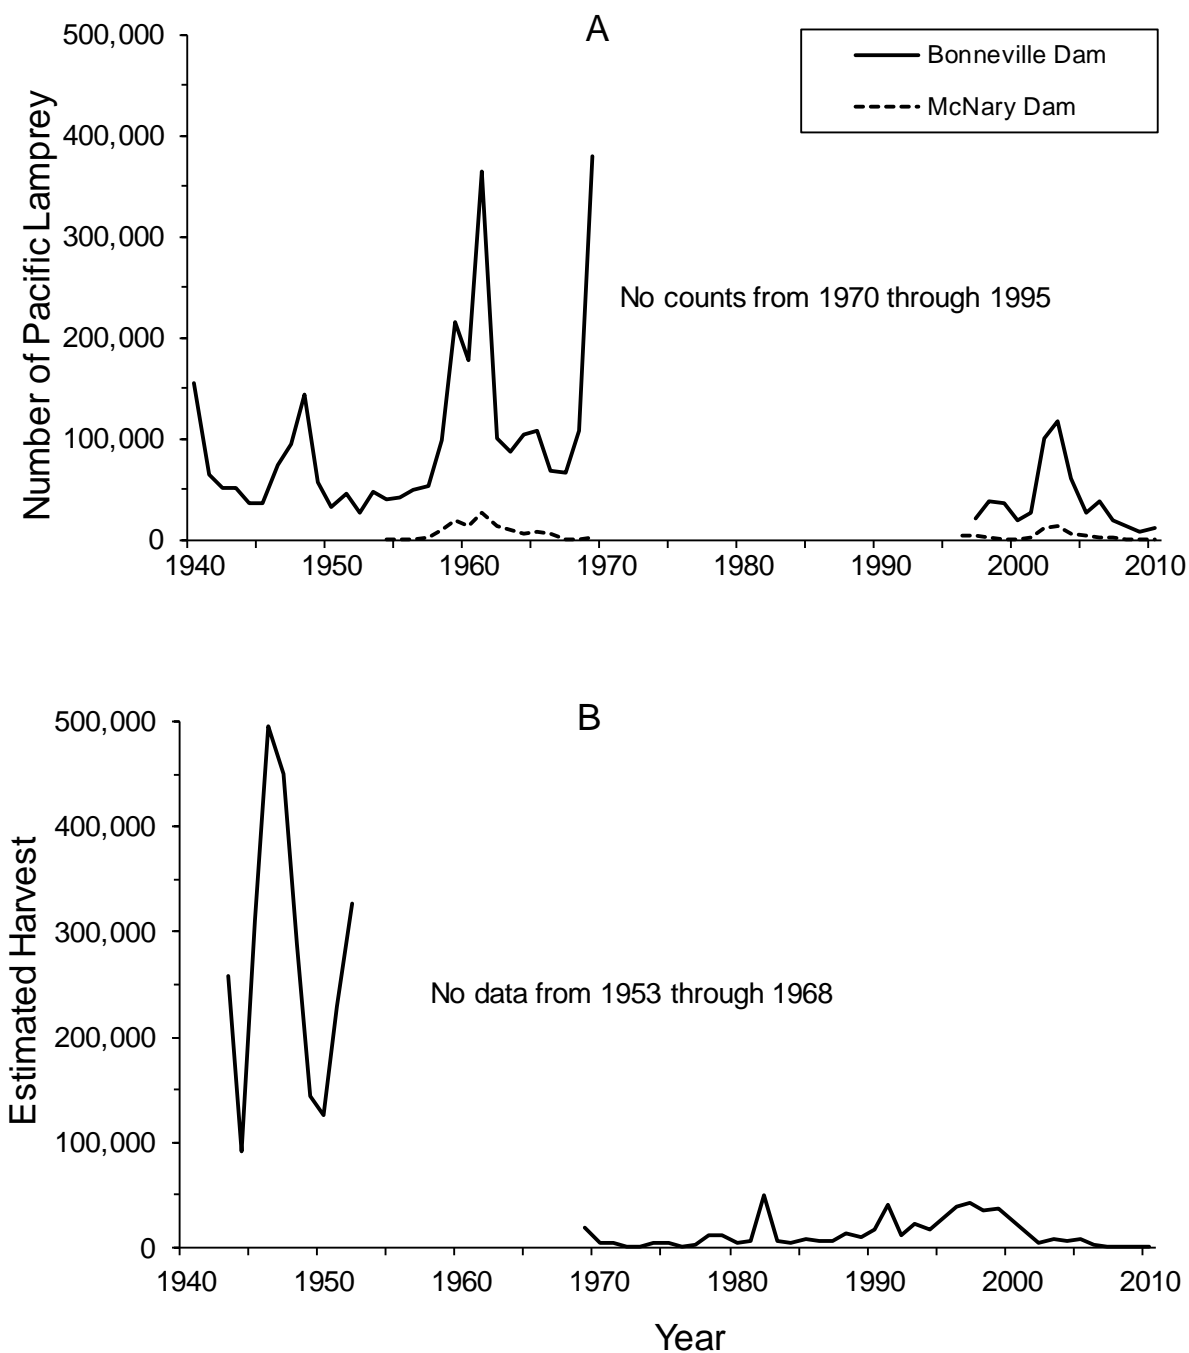 A
500,000
400,000
300,000
200,000
100,000
0
Number of Pacific Lamprey
Bonneville Dam
McNary Dam
No counts from 1970 through 1995
1940 1950 1960 1970 1980 1990 2000 2010
B
500,000
400,000
300,000
200,000
100,000
0
Estimated Harvest
No data from 1953 through 1968
1940 1950 1960 1970 1980 1990 2000 2010
Year